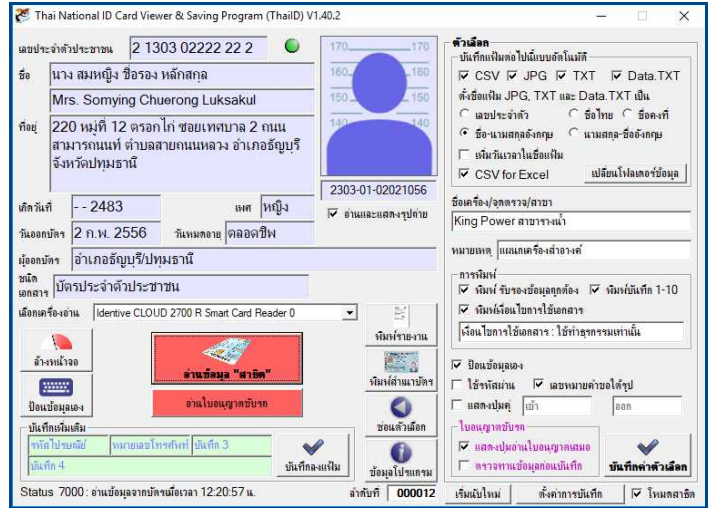 Thai National ID Card Viewer & Saving Program (ThaiID) V1.40.2
เลขประจำตัวประชาชน 2 1303 02222 22 2
ชื่อ นาง สมหญิง ชื่อรอง หลักสกุล
Mrs. Somying Chuerong Luksakul
ที่อยู่ 220 หมู่ที่ 12 ตรอกไก่ ซอยเทศบาล 2 ถนน
สามารถนนท์ ตำบลสายถนนหลวง อำเภอธัญบุรี
จังหวัดปทุมธานี
170 170
160 160
150 150
140 140
2303-01-02021056
เกิดวันที่ - - 2483 เพศ หญิง
อ่านและแสดงรูปถ่าย
วันออกบัตร 2 ก.พ. 2556 วันหมดอายุ ตลอดชีพ
ผู้ออกบัตร อำเภอธัญบุรี/ปทุมธานี
ชนิด
เอกสาร บัตรประจำตัวประชาชน
เลือกเครื่องอ่าน Identive CLOUD 2700 R Smart Card Reader 0
ล้างหน้าจอ
อ่านข้อมูล "สาธิต"
พิมพ์รายงาน
ป้อนข้อมูลเอง
อ่านใบอนุญาตขับรถ
พิมพ์สำเนาบัตร
ซ่อนตัวเลือก
บันทึกเพิ่มเติม
รหัสไปรษณีย์ หมายเลขโทรศัพท์ บันทึก 3
บันทึก 4
บันทึกลงแฟ้ม
ข้อมูลโปรแกรม
Status 7000 : อ่านข้อมูลจากบัตรเมื่อเวลา 12:20:57 น. ลำดับที่ 000012
ตัวเลือก
บันทึกแฟ้มต่อไปนี้แบบอัตโนมัติ
CSV JPG TXT Data.TXT
ตั้งชื่อแฟ้ม JPG, TXT และ Data.TXT เป็น
เลขประจำตัว ชื่อไทย ชื่อคงที่
ชื่อ-นามสกุลอังกฤษ นามสกุล-ชื่ออังกฤษ
เพิ่มวันเวลาในชื่อแฟ้ม
CSV for Excel เปลี่ยนโฟลเดอร์ข้อมูล
ชื่อเครื่อง/จุดตรวจ/สาขา
King Power สาขารางน้ำ
หมายเหตุ แผนกเครื่องสำอางค์
การพิมพ์
พิมพ์ รับรองข้อมูลถูกต้อง พิมพ์บันทึก 1-10
พิมพ์เงื่อนไขการใช้เอกสาร
เงื่อนไขการใช้เอกสาร : ใช้ทำธุรกรรมเท่านั้น
ป้อนข้อมูลเอง
ใช้รหัสผ่าน เลขหมายคำขอใต้รูป
แสดงปุ่มคู่ เข้า ออก
ใบอนุญาตขับรถ
แสดงปุ่มอ่านใบอนุญาตเสมอ
ตรวจทานข้อมูลก่อนบันทึก
บันทึกค่าตัวเลือก
เริ่มนับใหม่ ตั้งค่าการบันทึก โหมดสาธิต